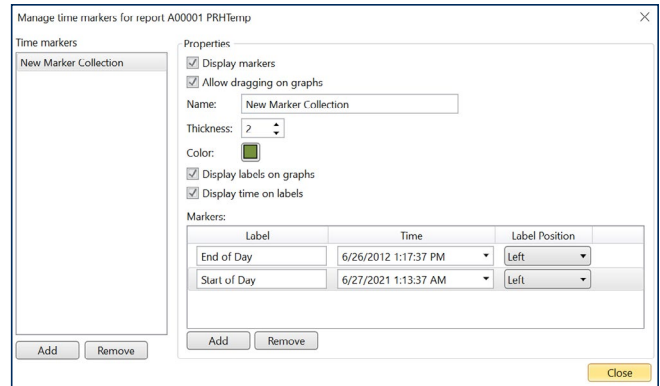 Manage time markers for report A00001 PRHTemp
Time markers
New Marker Collection
Add Remove
Properties
Display markers
Allow dragging on graphs
Name: New Marker Collection
Thickness: 2
Color:
Display labels on graphs
Display time on labels
Markers:
Label Time Label Position
End of Day 6/26/2012 1:17:37 PM Left
Start of Day 6/27/2021 1:13:37 AM Left
Add Remove
Close